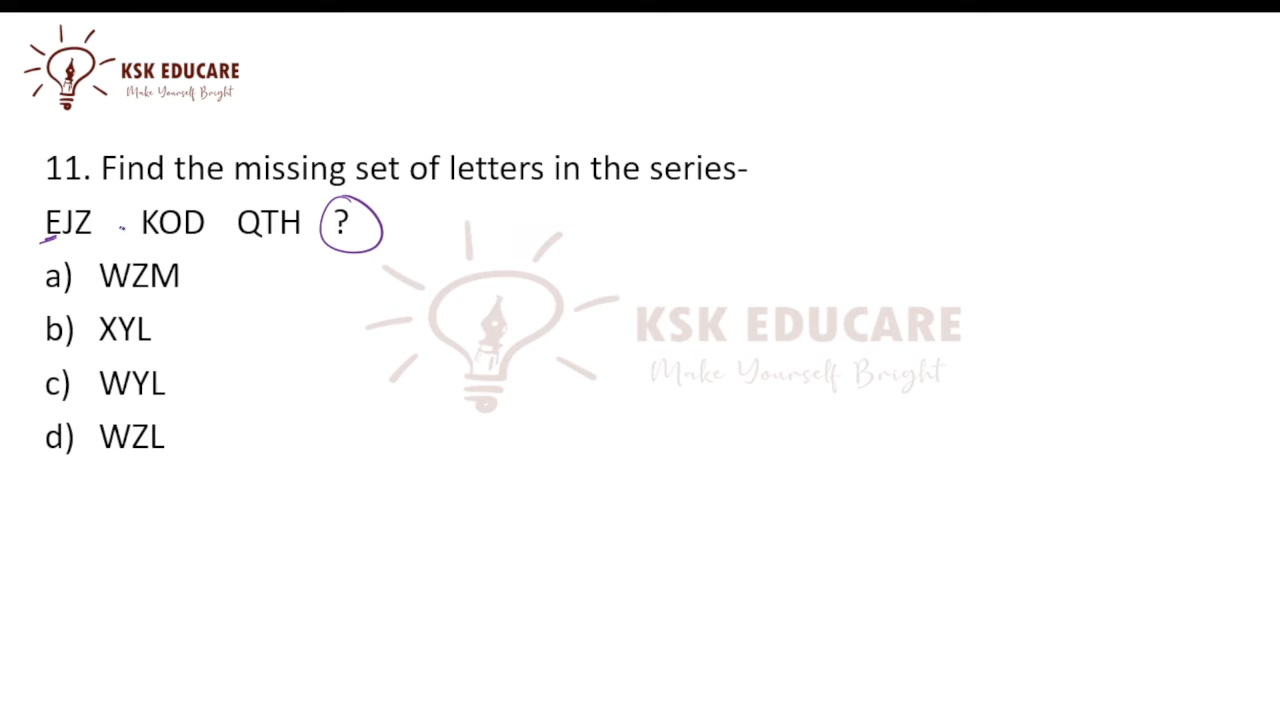 KSK EDUCARE
Make Yourself Bright
11. Find the missing set of letters in the series-
EJZ KOD QTH ?
a) WZM
b) XYL
c) WYL
d) WZL
KSK EDUCARE
Make Yourself Bright